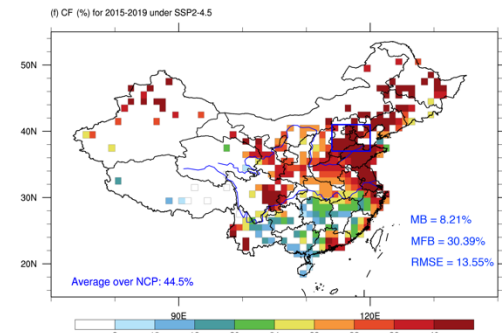 (f) CF (%) for 2015-2019 under SSP2-4.5
50N
40N
30N
20N
MB = 8.21%
MFB = 30.39%
RMSE = 13.55%
Average over NCP: 44.5%
90E
120E